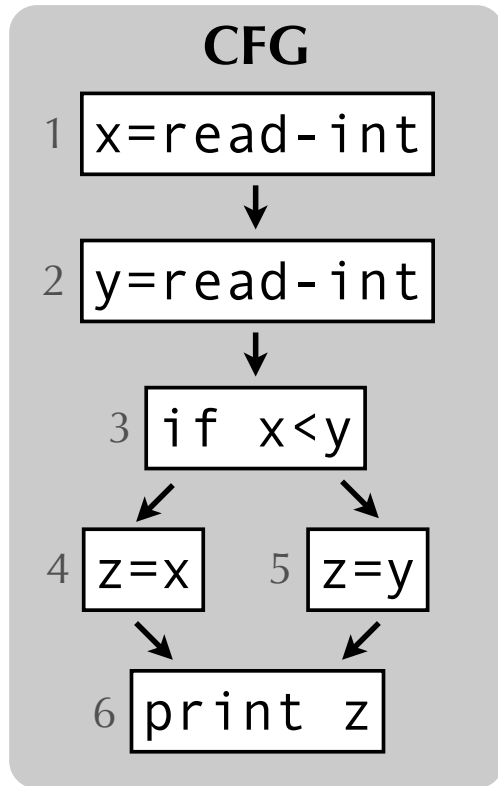 CFG
1 x=read-int
2 y=read-int
3 if x<y
4 z=x 5 z=y
6 print z